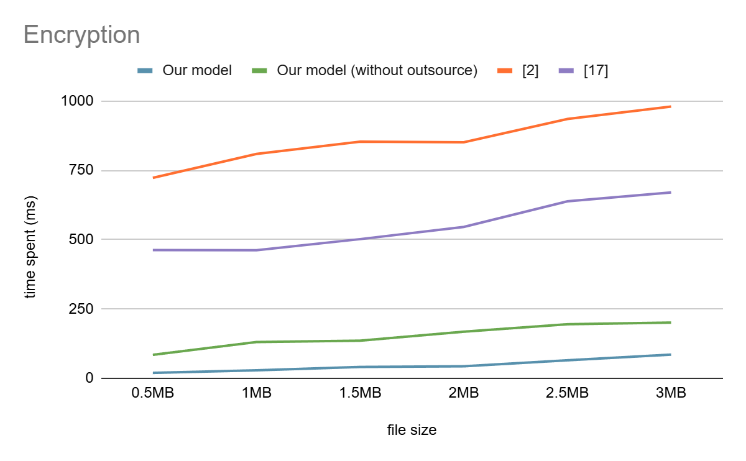 Encryption
Our model Our model (without outsource) [2] [17]
1000
750
500
250
0
time spent (ms)
0.5MB 1MB 1.5MB 2MB 2.5MB 3MB
file size